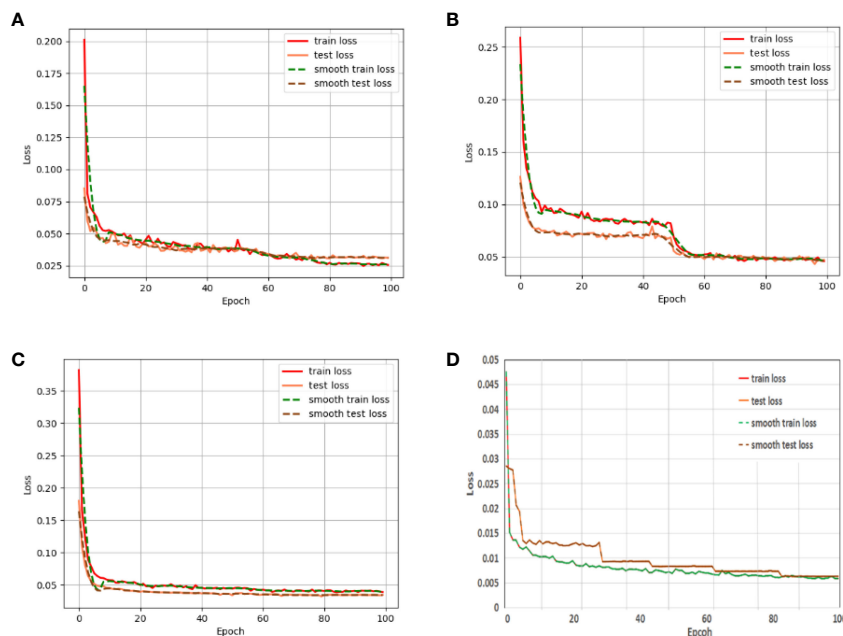 A
0.200
0.175
0.150
0.125
0.100
0.075
0.050
0.025
Loss
0 20 40 60 80 100
Epoch
train loss
test loss
smooth train loss
smooth test loss
B
0.25
0.20
0.15
0.10
0.05
Loss
0 20 40 60 80 100
Epoch
train loss
test loss
smooth train loss
smooth test loss
C
0.35
0.30
0.25
0.20
0.15
0.10
0.05
Loss
0 20 40 60 80 100
Epoch
train loss
test loss
smooth train loss
smooth test loss
D
0.05
0.045
0.04
0.035
0.03
0.025
0.02
0.015
0.01
0.005
0
Loss
0 20 40 60 80 100
Epcoh
train loss
test loss
smooth train loss
smooth test loss